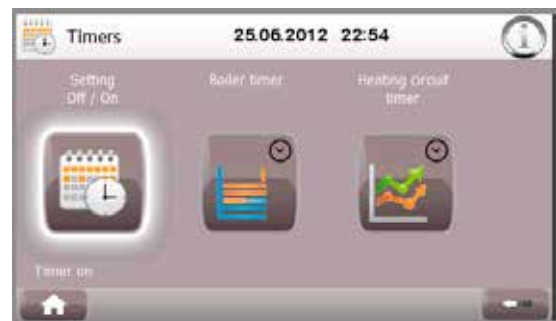 Timers
25.06.2012 22:54
Setting
Off / On
Boiler timer
Heating circuit
timer
Timer on